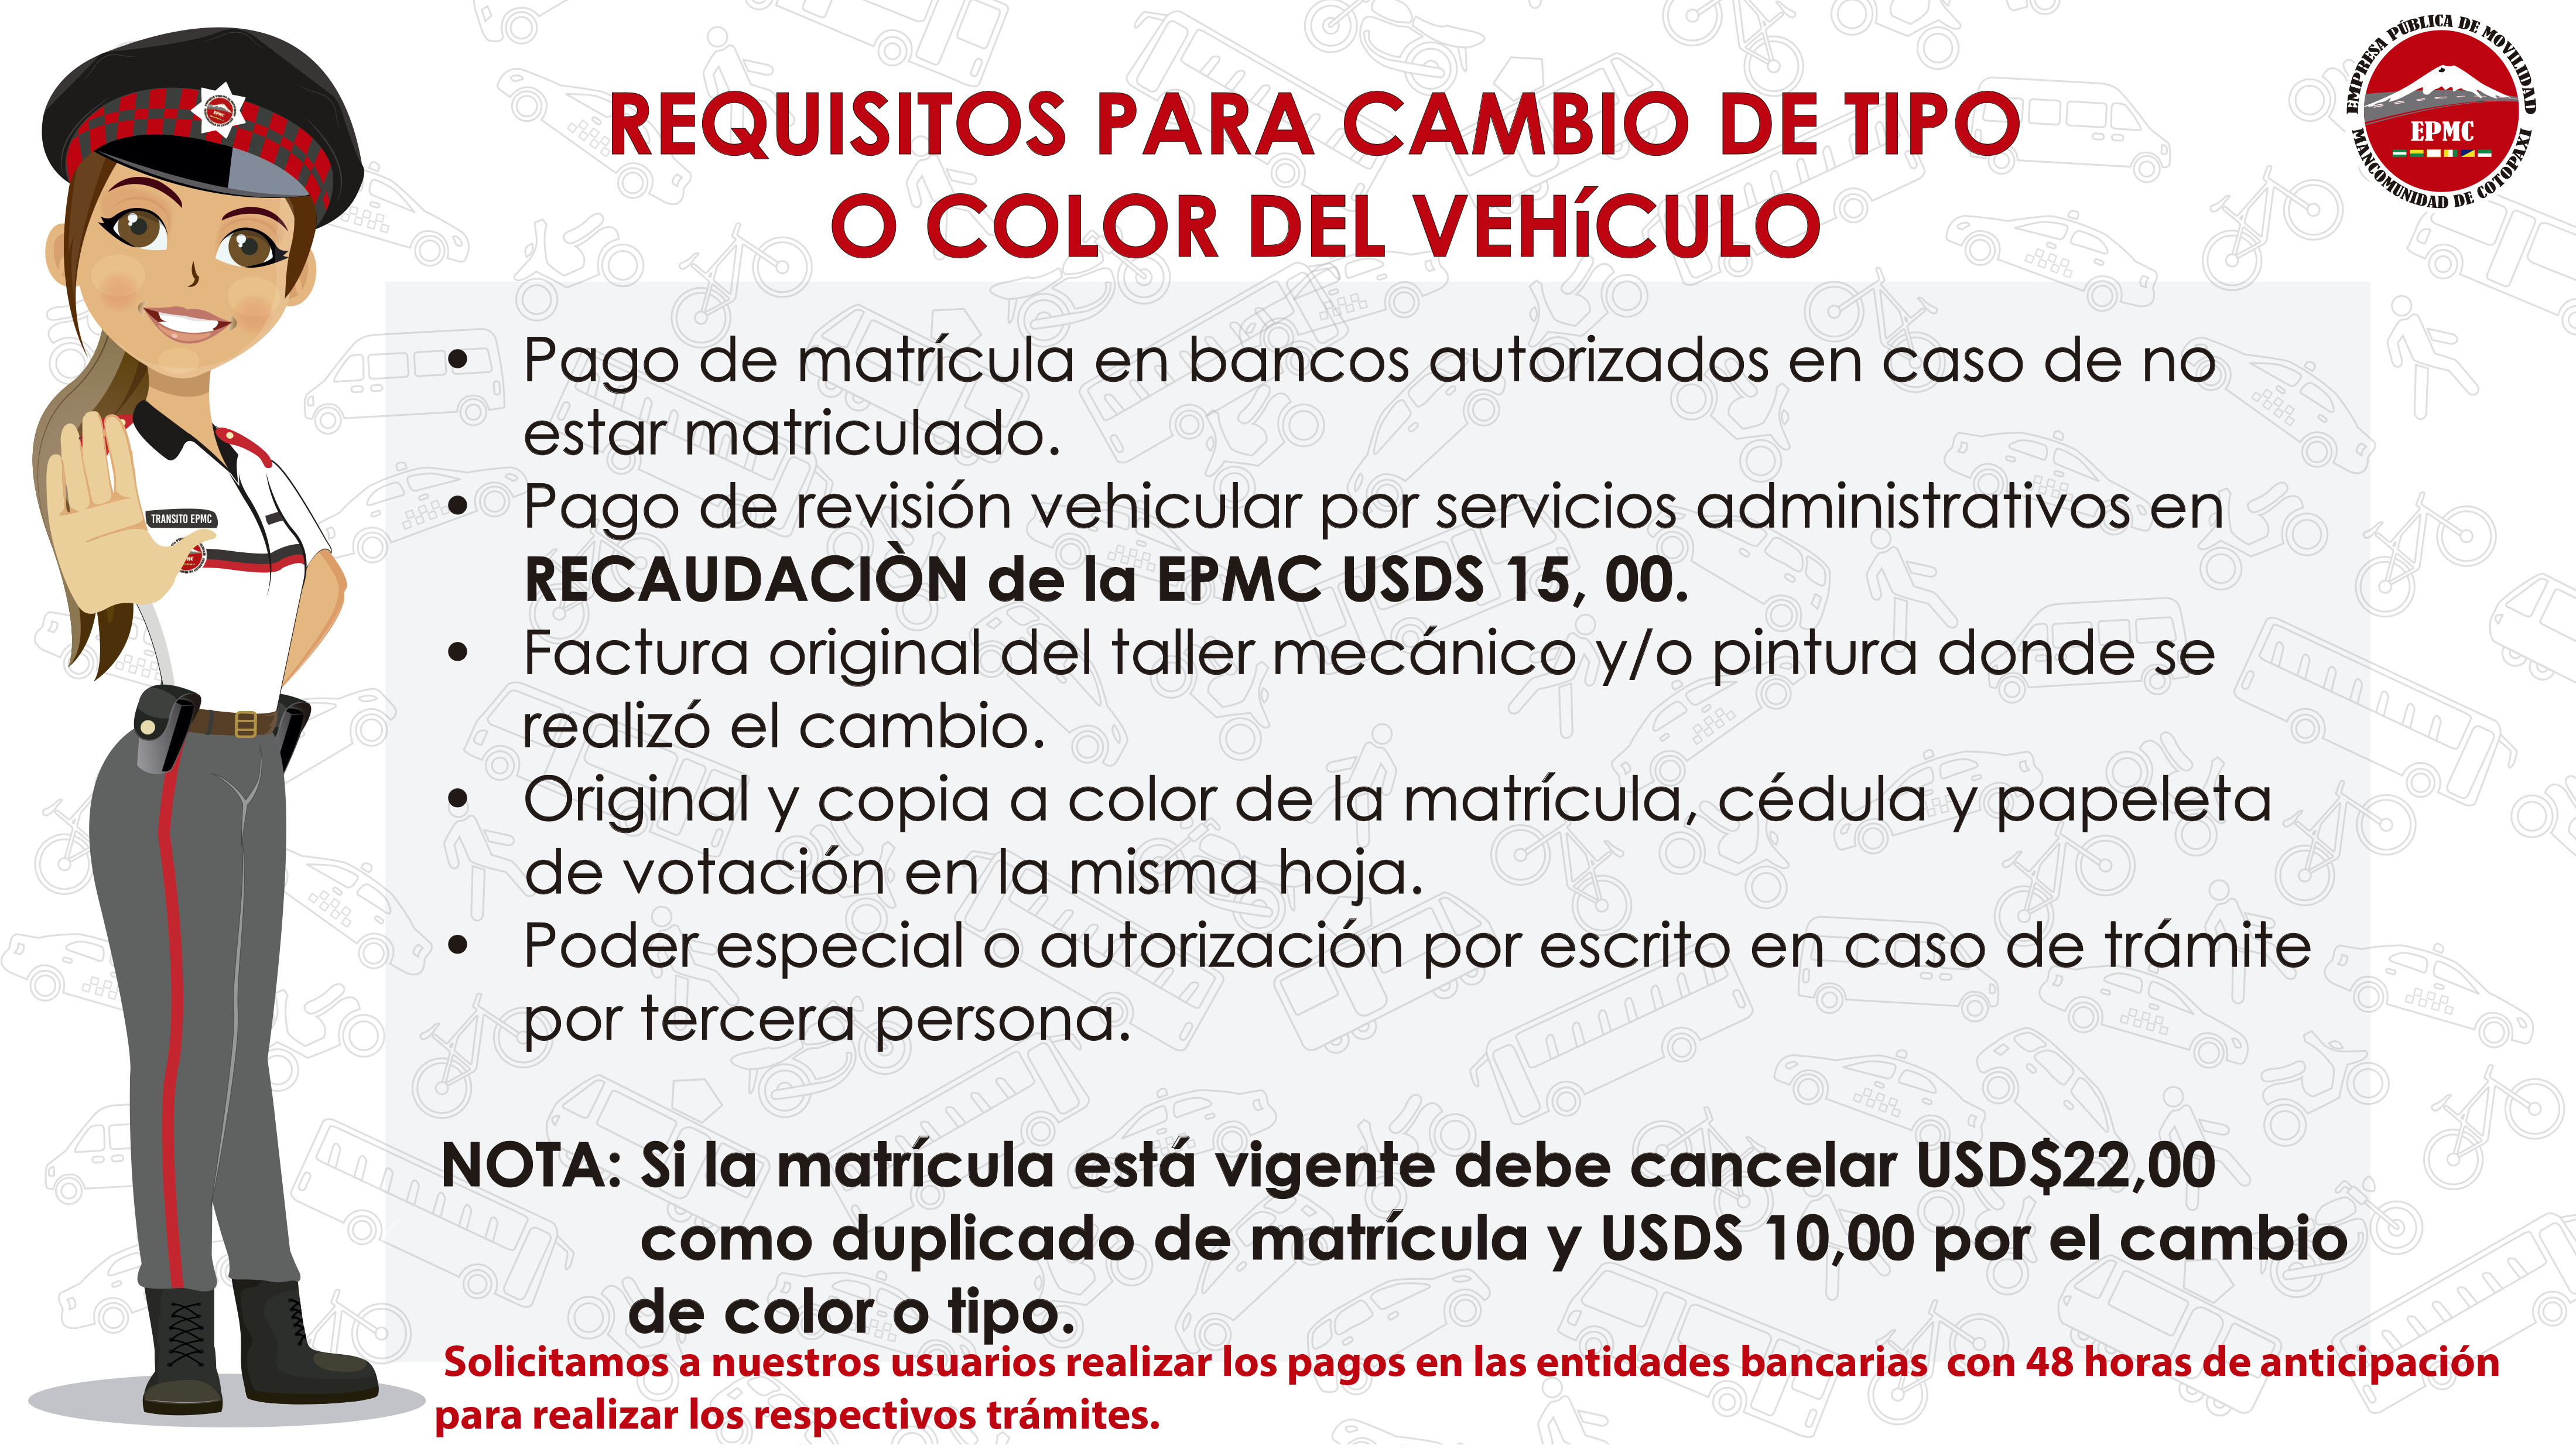 REQUISITOS PARA CAMBIO DE TIPO
O COLOR DEL VEHíCULO
EMPRESA PÚBLICA DE MOVILIDAD
EPMC
MANCOMUNIDAD DE COTOPAXI
EPMC
TRANSITO EPMC
• Pago de matrícula en bancos autorizados en caso de no
estar matriculado.
• Pago de revisión vehicular por servicios administrativos en
RECAUDACIÒN de la EPMC USDS 15, 00.
• Factura original del taller mecánico y/o pintura donde se
realizó el cambio.
• Original y copia a color de la matrícula, cédula y papeleta
de votación en la misma hoja.
• Poder especial o autorización por escrito en caso de trámite
por tercera persona.
NOTA: Si la matrícula está vigente debe cancelar USD$22,00
como duplicado de matrícula y USDS 10,00 por el cambio
de color o tipo.
Solicitamos a nuestros usuarios realizar los pagos en las entidades bancarias con 48 horas de anticipación
para realizar los respectivos trámites.